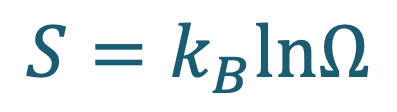 S = k_B lnΩ